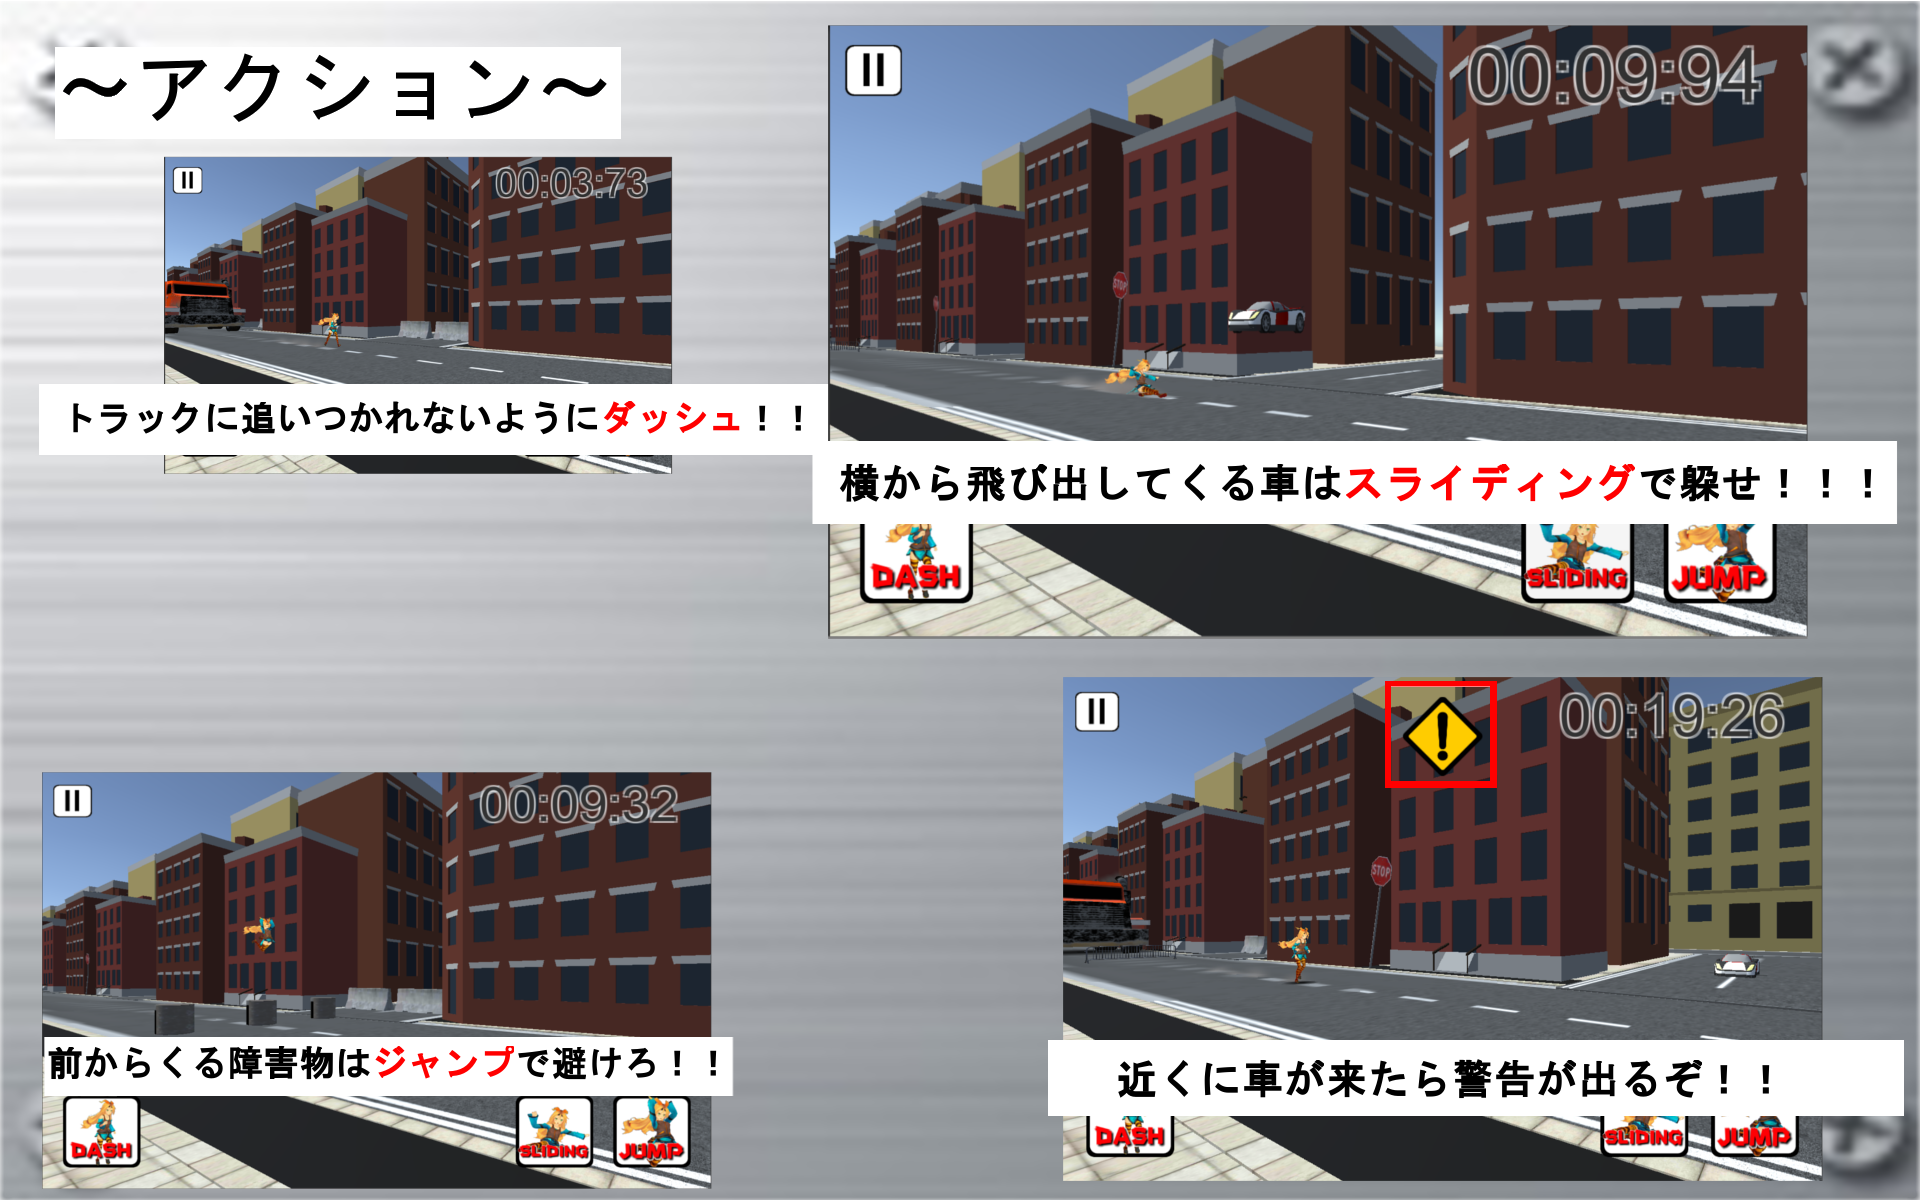 ～アクション～
00:03:73
トラックに追いつかれないようにダッシュ！！
00:09:94
STOP
横から飛び出してくる車はスライディングで躱せ！！！
DASH
SLIDING
JUMP
00:09:32
前からくる障害物はジャンプで避けろ！！
DASH
SLIDING
JUMP
00:19:26
STOP
近くに車が来たら警告が出るぞ！！
DASH
SLIDING
JUMP